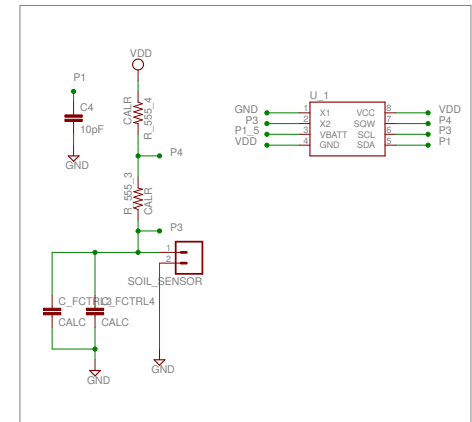 VDD
P1
C4
10pF
GND
CALR
R_555_4
P4
R_555_3
CALR
P3
1
2
SOIL_SENSOR
C_FCTRL3
C_FCTRL4
CALC
CALC
GND
GND
U_1
GND 1 X1 VCC 8 VDD
P3 2 X2 SQW 7 P4
P1_5 3 VBATT SCL 6 P3
VDD 4 GND SDA 5 P1